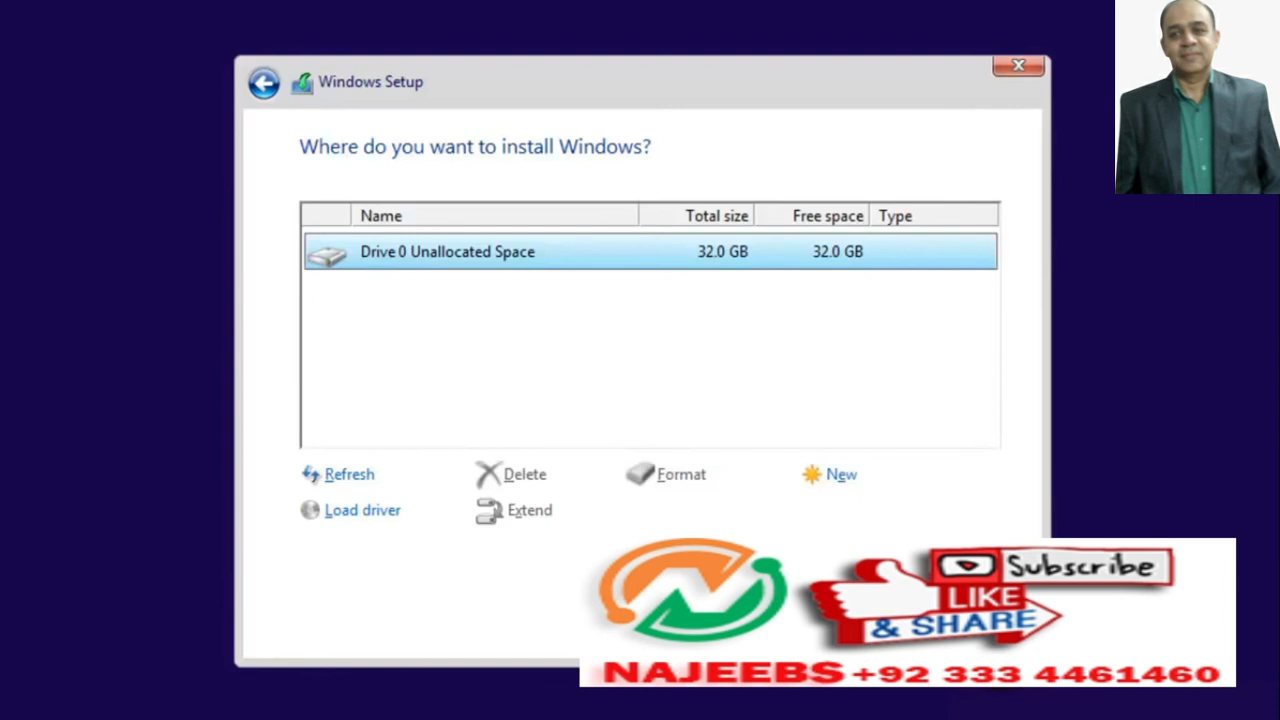 Windows Setup
Where do you want to install Windows?
Name Total size Free space Type
Drive 0 Unallocated Space 32.0 GB 32.0 GB
Refresh Delete Format New
Load driver Extend
Subscribe
LIKE
& SHARE
NAJEEBS +92 333 4461460